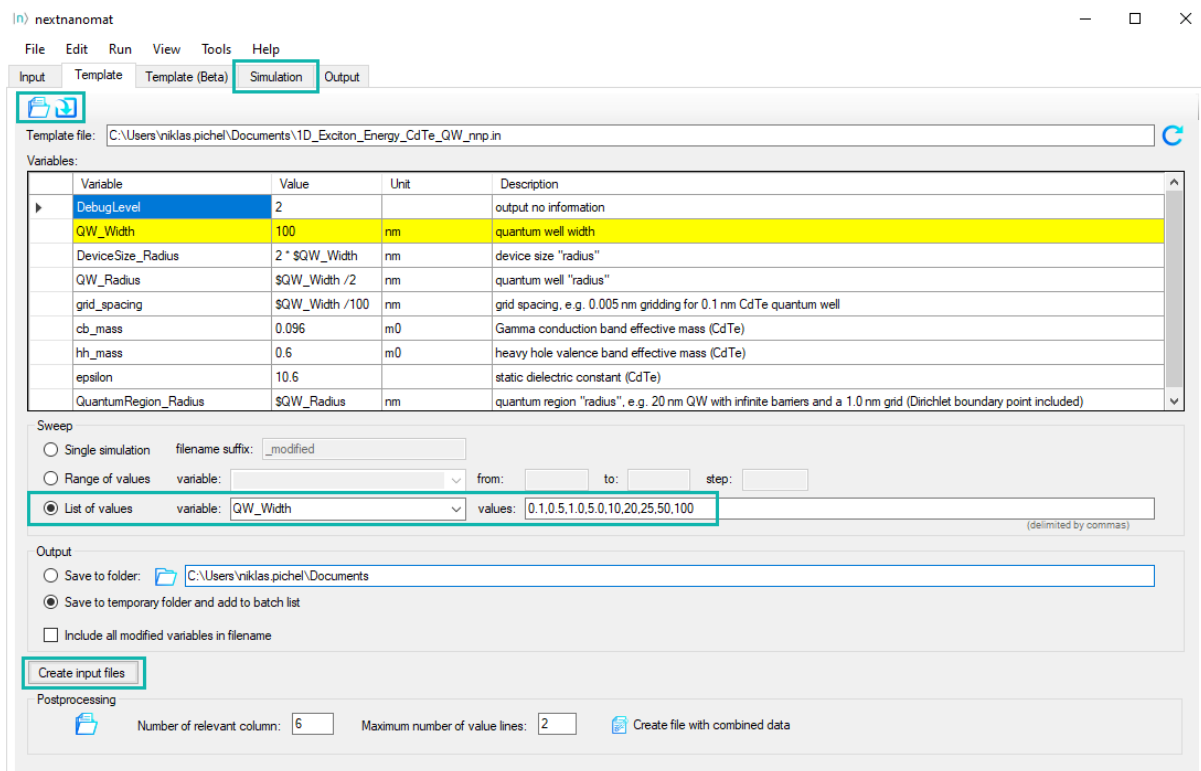 |n⟩ nextnanomat
File Edit Run View Tools Help
Input Template Template (Beta) Simulation Output
Template file: C:\Users\niklas.pichel\Documents\1D_Exciton_Energy_CdTe_QW_nnp.in
Variables:
Variable Value Unit Description
DebugLevel 2 output no information
QW_Width 100 nm quantum well width
DeviceSize_Radius 2 * $QW_Width nm device size "radius"
QW_Radius $QW_Width /2 nm quantum well "radius"
grid_spacing $QW_Width /100 nm grid spacing, e.g. 0.005 nm gridding for 0.1 nm CdTe quantum well
cb_mass 0.096 m0 Gamma conduction band effective mass (CdTe)
hh_mass 0.6 m0 heavy hole valence band effective mass (CdTe)
epsilon 10.6 static dielectric constant (CdTe)
QuantumRegion_Radius $QW_Radius nm quantum region "radius", e.g. 20 nm QW with infinite barriers and a 1.0 nm grid (Dirichlet boundary point included)
Sweep
Single simulation filename suffix: _modified
Range of values variable: from: to: step:
List of values variable: QW_Width values: 0.1,0.5,1.0,5.0,10,20,25,50,100
(delimited by commas)
Output
Save to folder: C:\Users\niklas.pichel\Documents
Save to temporary folder and add to batch list
Include all modified variables in filename
Create input files
Postprocessing
Number of relevant column: 6 Maximum number of value lines: 2 Create file with combined data